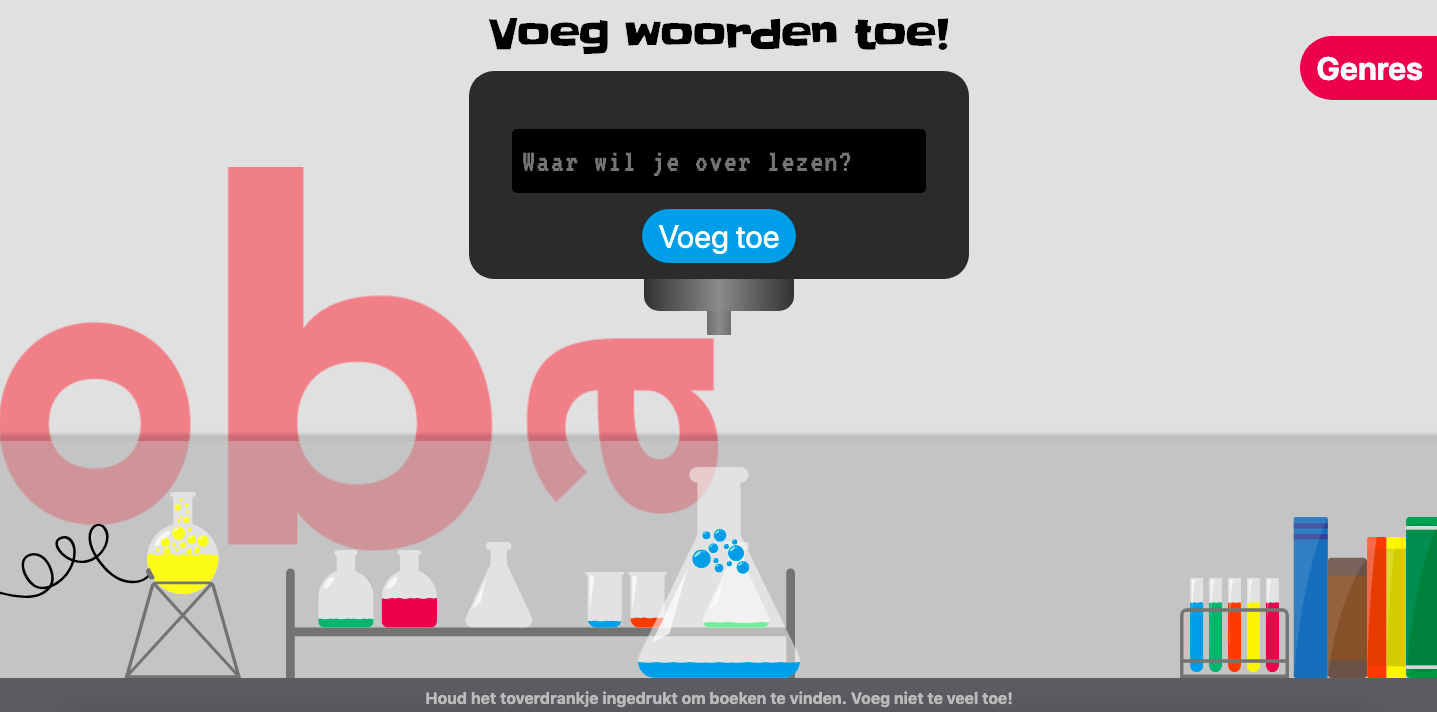 Voeg woorden toe!
Genres
Waar wil je over lezen?
Voeg toe
oba
Houd het toverdrankje ingedrukt om boeken te vinden. Voeg niet te veel toe!